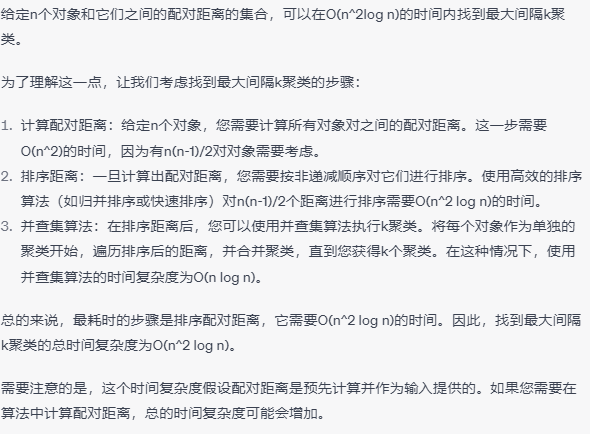 给定n个对象和它们之间的配对距离的集合，可以在O(n^2log n)的时间内找到最大间隔k聚
类。
为了理解这一点，让我们考虑找到最大间隔k聚类的步骤：
1. 计算配对距离：给定n个对象，您需要计算所有对象对之间的配对距离。这一步需要
O(n^2)的时间，因为有n(n-1)/2对对象需要考虑。
2. 排序距离：一旦计算出配对距离，您需要按非递减顺序对它们进行排序。使用高效的排序
算法（如归并排序或快速排序）对n(n-1)/2个距离进行排序需要O(n^2 log n)的时间。
3. 并查集算法：在排序距离后，您可以使用并查集算法执行k聚类。将每个对象作为单独的
聚类开始，遍历排序后的距离，并合并聚类，直到您获得k个聚类。在这种情况下，使用
并查集算法的时间复杂度为O(n log n)。
总的来说，最耗时的步骤是排序配对距离，它需要O(n^2 log n)的时间。因此，找到最大间隔
k聚类的总时间复杂度为O(n^2 log n)。
需要注意的是，这个时间复杂度假设配对距离是预先计算并作为输入提供的。如果您需要在
算法中计算配对距离，总的时间复杂度可能会增加。